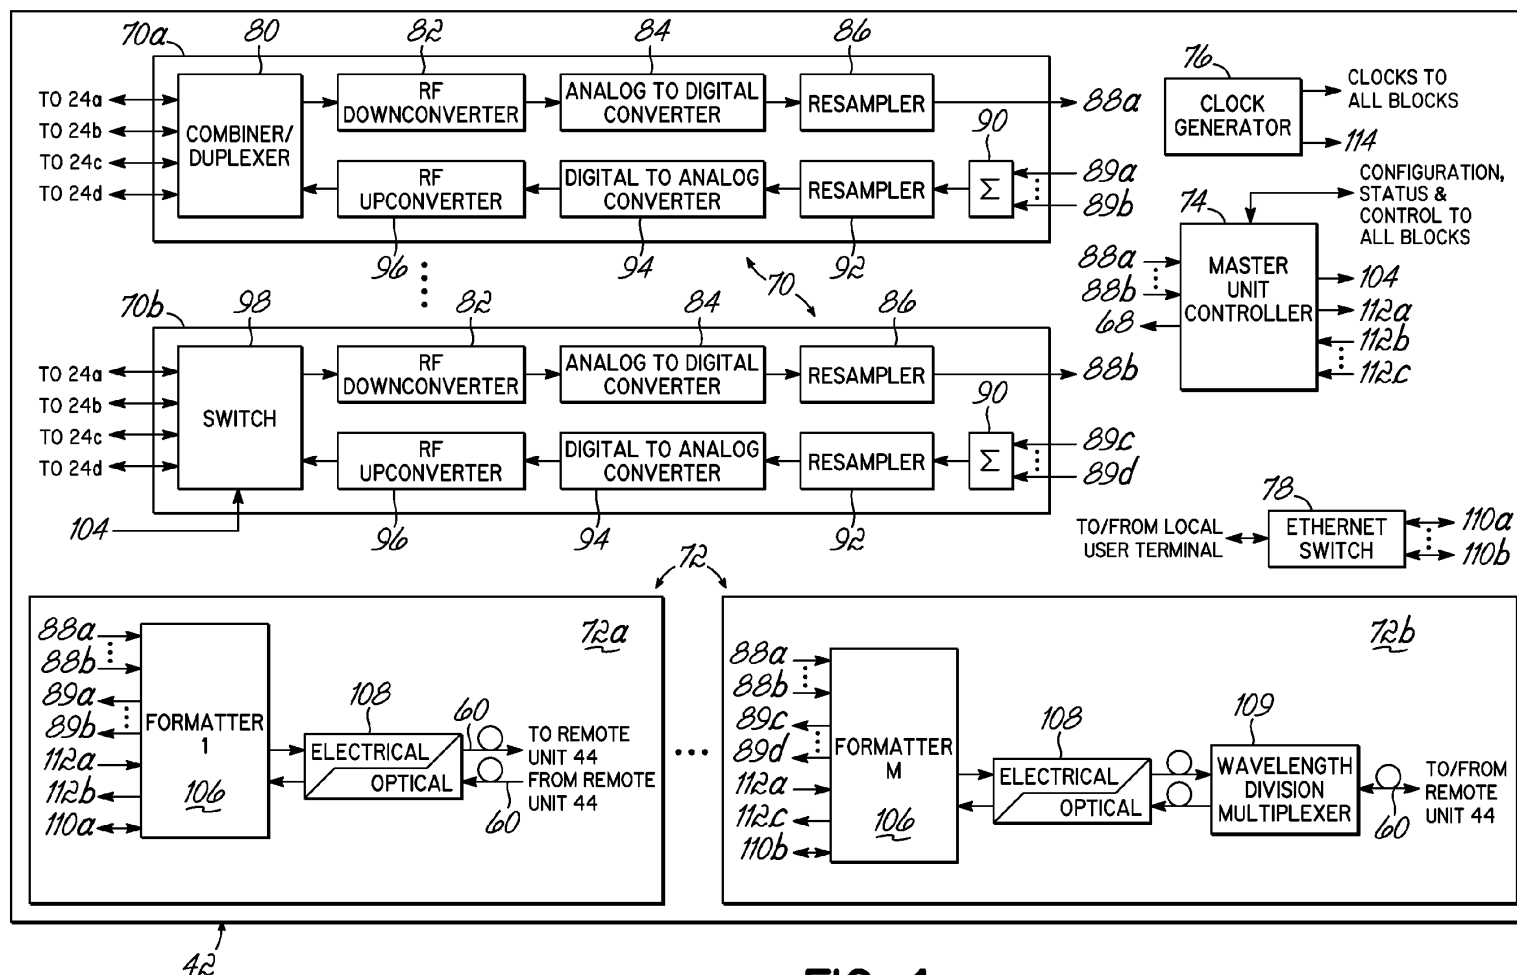 70a
80
82
84
86
TO 24a
TO 24b
TO 24c
TO 24d
COMBINER/
DUPLEXER
RF
DOWNCONVERTER
ANALOG TO DIGITAL
CONVERTER
RESAMPLER
88a
90
RF
UPCONVERTER
DIGITAL TO ANALOG
CONVERTER
RESAMPLER
Σ
89a
89b
96
94
92
70
76
CLOCK
GENERATOR
CLOCKS TO
ALL BLOCKS
114
CONFIGURATION,
STATUS &
CONTROL TO
ALL BLOCKS
74
MASTER
UNIT
CONTROLLER
88a
88b
68
104
112a
112b
112c
70b
98
82
84
86
TO 24a
TO 24b
TO 24c
TO 24d
SWITCH
RF
DOWNCONVERTER
ANALOG TO DIGITAL
CONVERTER
RESAMPLER
88b
90
RF
UPCONVERTER
DIGITAL TO ANALOG
CONVERTER
RESAMPLER
Σ
89c
89d
104
96
94
92
78
TO/FROM LOCAL
USER TERMINAL
ETHERNET
SWITCH
110a
110b
72
72a
88a
88b
89a
89b
112a
112b
110a
FORMATTER
1
106
108
ELECTRICAL
OPTICAL
60
TO REMOTE
UNIT 44
FROM REMOTE
UNIT 44
60
72b
88a
88b
89c
89d
112a
112c
110b
FORMATTER
M
106
108
ELECTRICAL
OPTICAL
109
WAVELENGTH
DIVISION
MULTIPLEXER
60
TO/FROM
REMOTE
UNIT 44
42